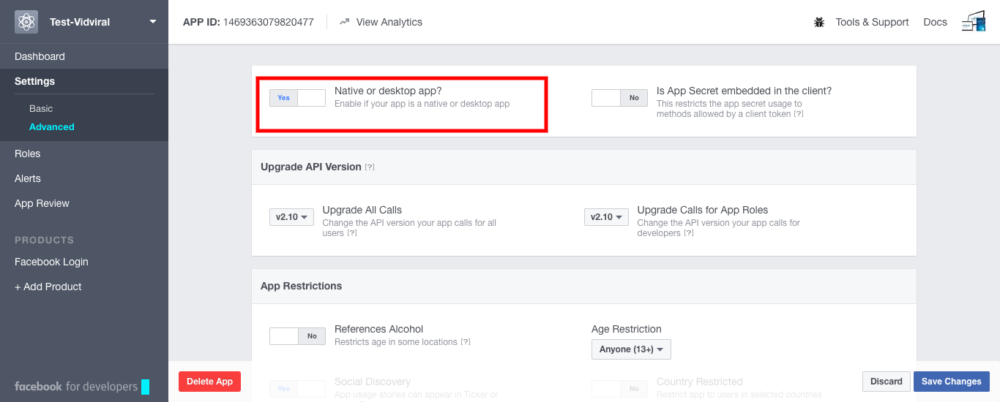 Test-Vidviral
APP ID: 1469363079820477
View Analytics
Tools & Support
Docs
Dashboard
Settings
Basic
Advanced
Roles
Alerts
App Review
PRODUCTS
Facebook Login
+ Add Product
facebook for developers
Yes
Native or desktop app?
Enable if your app is a native or desktop app
No
Is App Secret embedded in the client?
This restricts the app secret usage to
methods allowed by a client token [?]
Upgrade API Version [?]
v2.10
Upgrade All Calls
Change the API version your app calls for all
users [?]
v2.10
Upgrade Calls for App Roles
Change the API version your app calls for
developers [?]
App Restrictions
No
References Alcohol
Restricts age in some locations [?]
Age Restriction
Anyone (13+)
Yes
Social Discovery
App usage stories can appear in Ticker or
No
Country Restricted
Restrict app to users in selected countries
Delete App
Discard
Save Changes